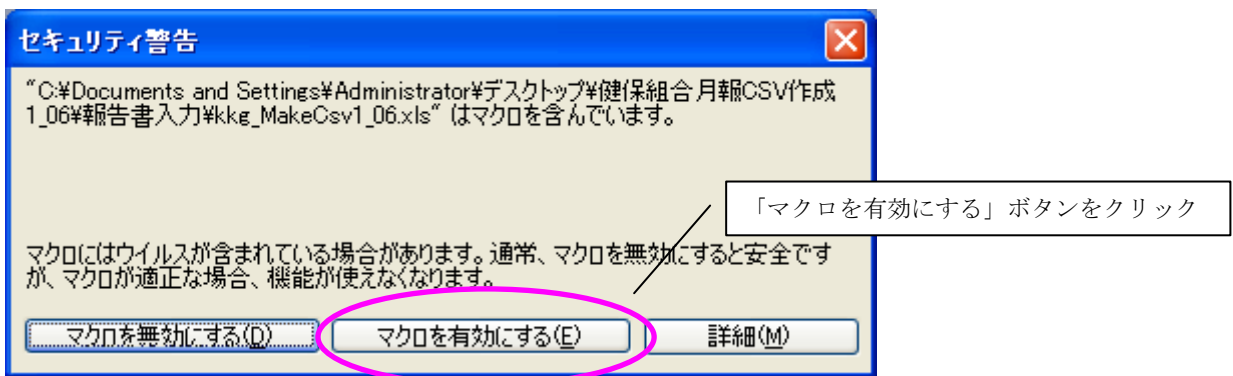 セキュリティ警告
"C:¥Documents and Settings¥Administrator¥デスクトップ¥健保組合月報CSV作成
1_06¥報告書入力¥kkg_MakeCsv1_06.xls" はマクロを含んでいます。
「マクロを有効にする」ボタンをクリック
マクロにはウイルスが含まれている場合があります。通常、マクロを無効にすると安全です
が、マクロが適正な場合、機能が使えなくなります。
マクロを無効にする(D)
マクロを有効にする(E)
詳細(M)